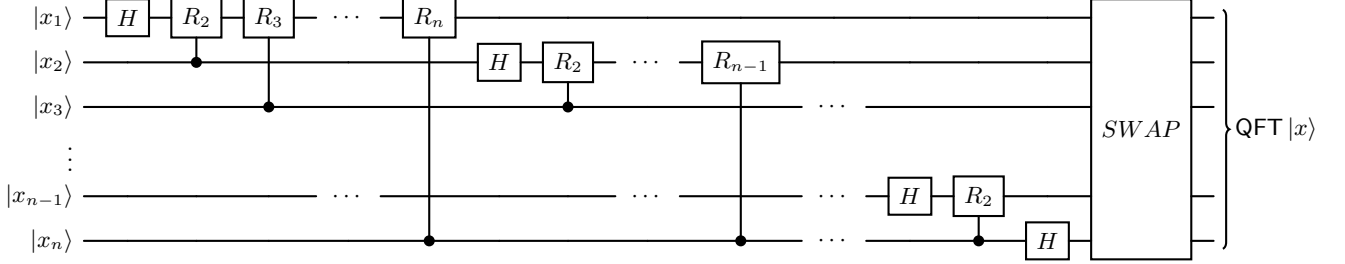 |x₁⟩ H R₂ R₃ ⋯ Rₙ
|x₂⟩ H R₂ ⋯ Rₙ₋₁
|x₃⟩ ⋯
SWAP QFT |x⟩
⋮
|xₙ₋₁⟩ ⋯ ⋯ ⋯ H R₂
|xₙ⟩ ⋯ H